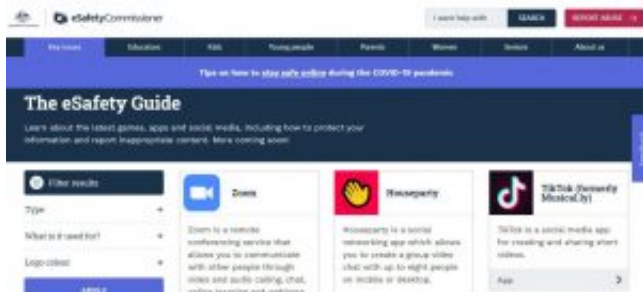 eSafetyCommissioner
I want help with
SEARCH
REPORT ABUSE
Key issues
Educators
Kids
Young people
Parents
Women
Seniors
About us
Tips on how to stay safe online during the COVID-19 pandemic
The eSafety Guide
Learn about the latest games, apps and social media, including how to protect your
information and report inappropriate content. More coming soon!
Filter results
Type +
What is it used for? +
Logo colour +
APPLY
Zoom
Zoom is a remote
conferencing service that
allows you to communicate
with other people through
video and audio calling, chat,
Houseparty
Houseparty is a social
networking app which allows
you to create a group video
chat with up to eight people
on mobile or desktop.
TikTok (formerly
Musical.ly)
TikTok is a social media app
for creating and sharing short
videos.
App